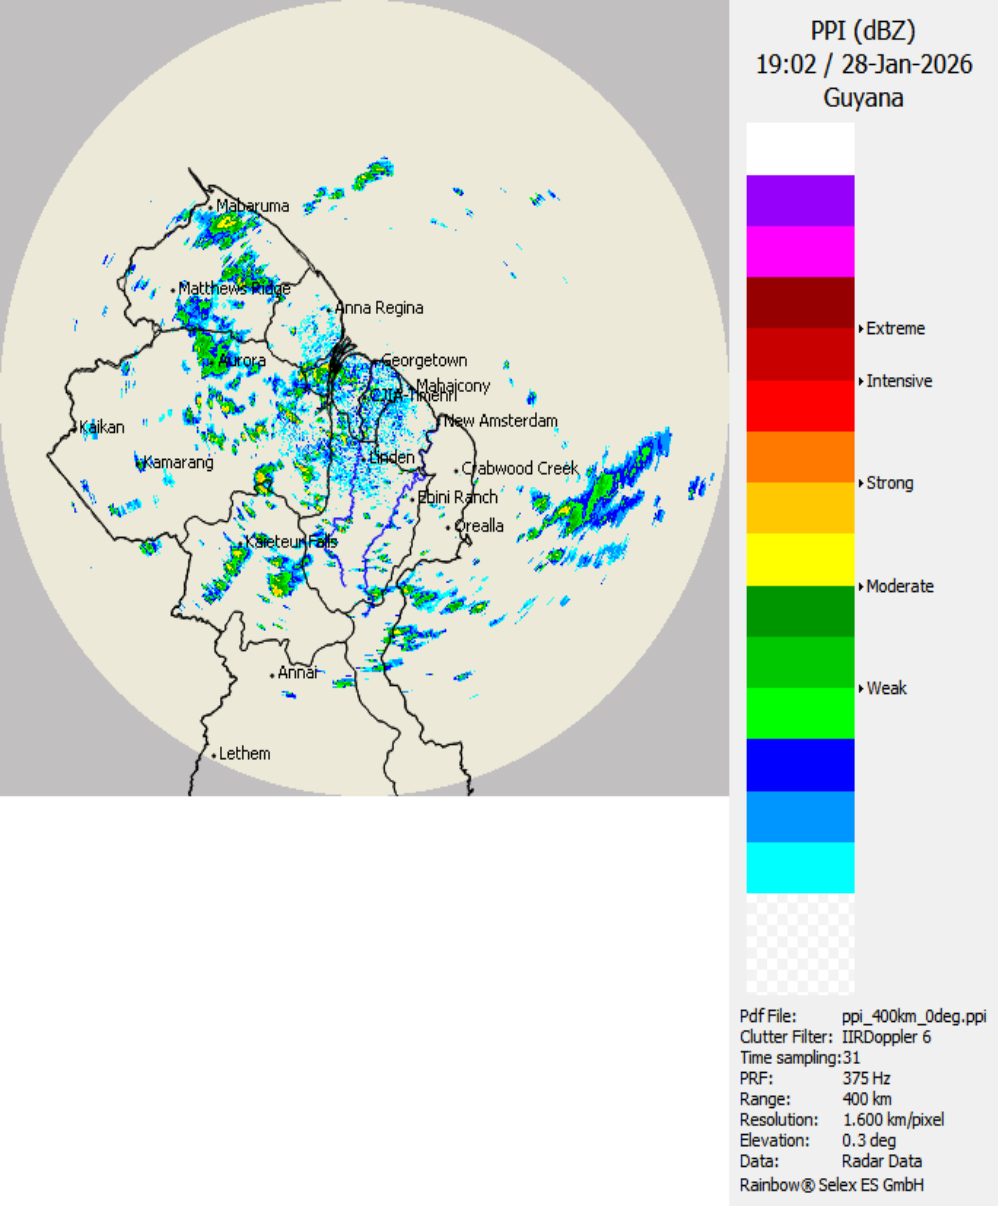 PPI (dBZ)
19:02 / 28-Jan-2026
Guyana
Mabaruma
Matthews Ridge
Anna Regina
Aurora
Georgetown
Mahaicony
CJIA-Timehri
New Amsterdam
Kaikan
Kamarang
Linden
Crabwood Creek
Ebini Ranch
Orealla
Kaieteur Falls
Annai
Lethem
Extreme
Intensive
Strong
Moderate
Weak
Pdf File: ppi_400km_0deg.ppi
Clutter Filter: IIRDoppler 6
Time sampling:31
PRF: 375 Hz
Range: 400 km
Resolution: 1.600 km/pixel
Elevation: 0.3 deg
Data: Radar Data
Rainbow® Selex ES GmbH